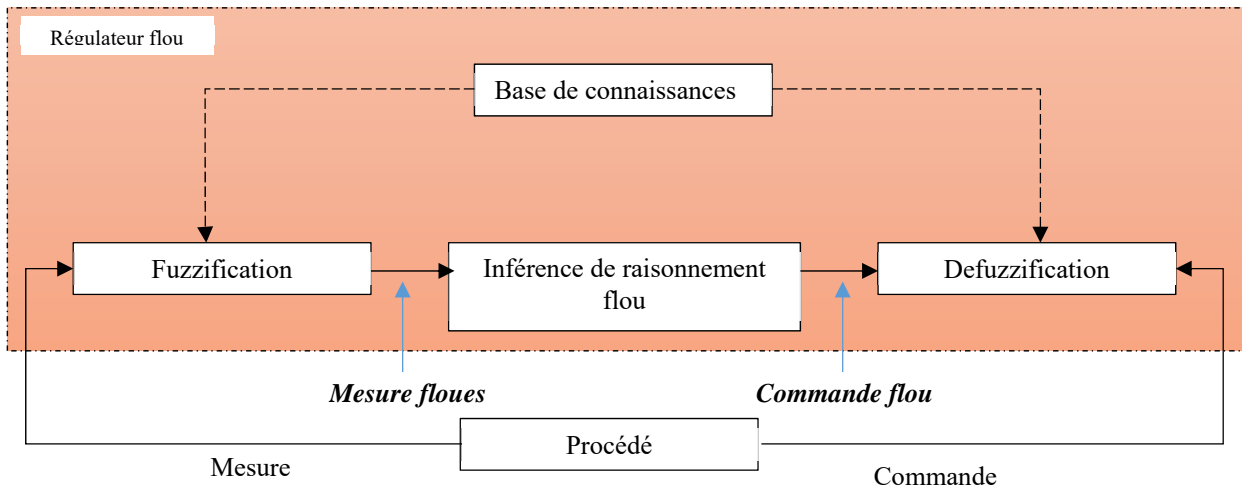 Régulateur flou
Base de connaissances
Fuzzification
Inférence de raisonnement
flou
Defuzzification
Mesure floues
Commande flou
Procédé
Mesure
Commande